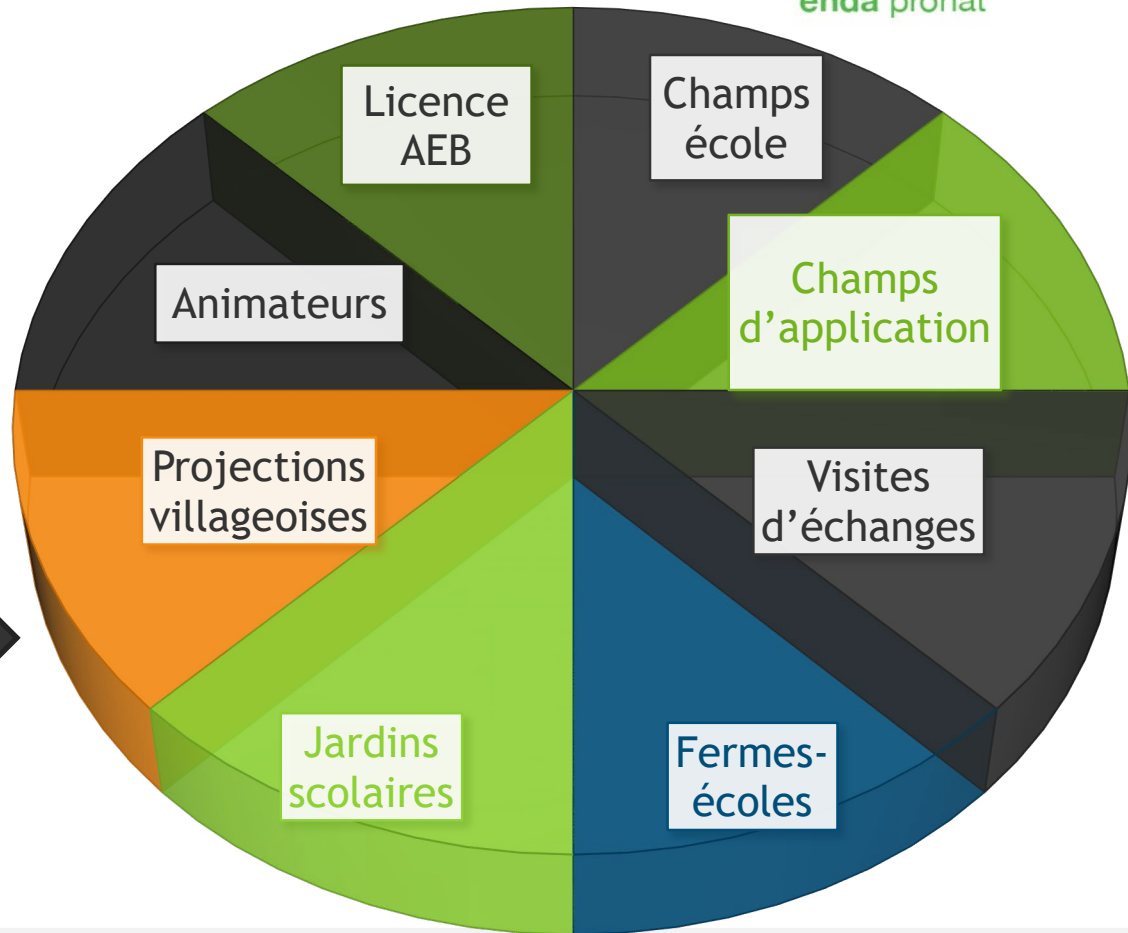 enda pronat
Licence
AEB
Champs
école
Champs
d’application
Animateurs
Projections
villageoises
Visites
d’échanges
Jardins
scolaires
Fermes-
écoles